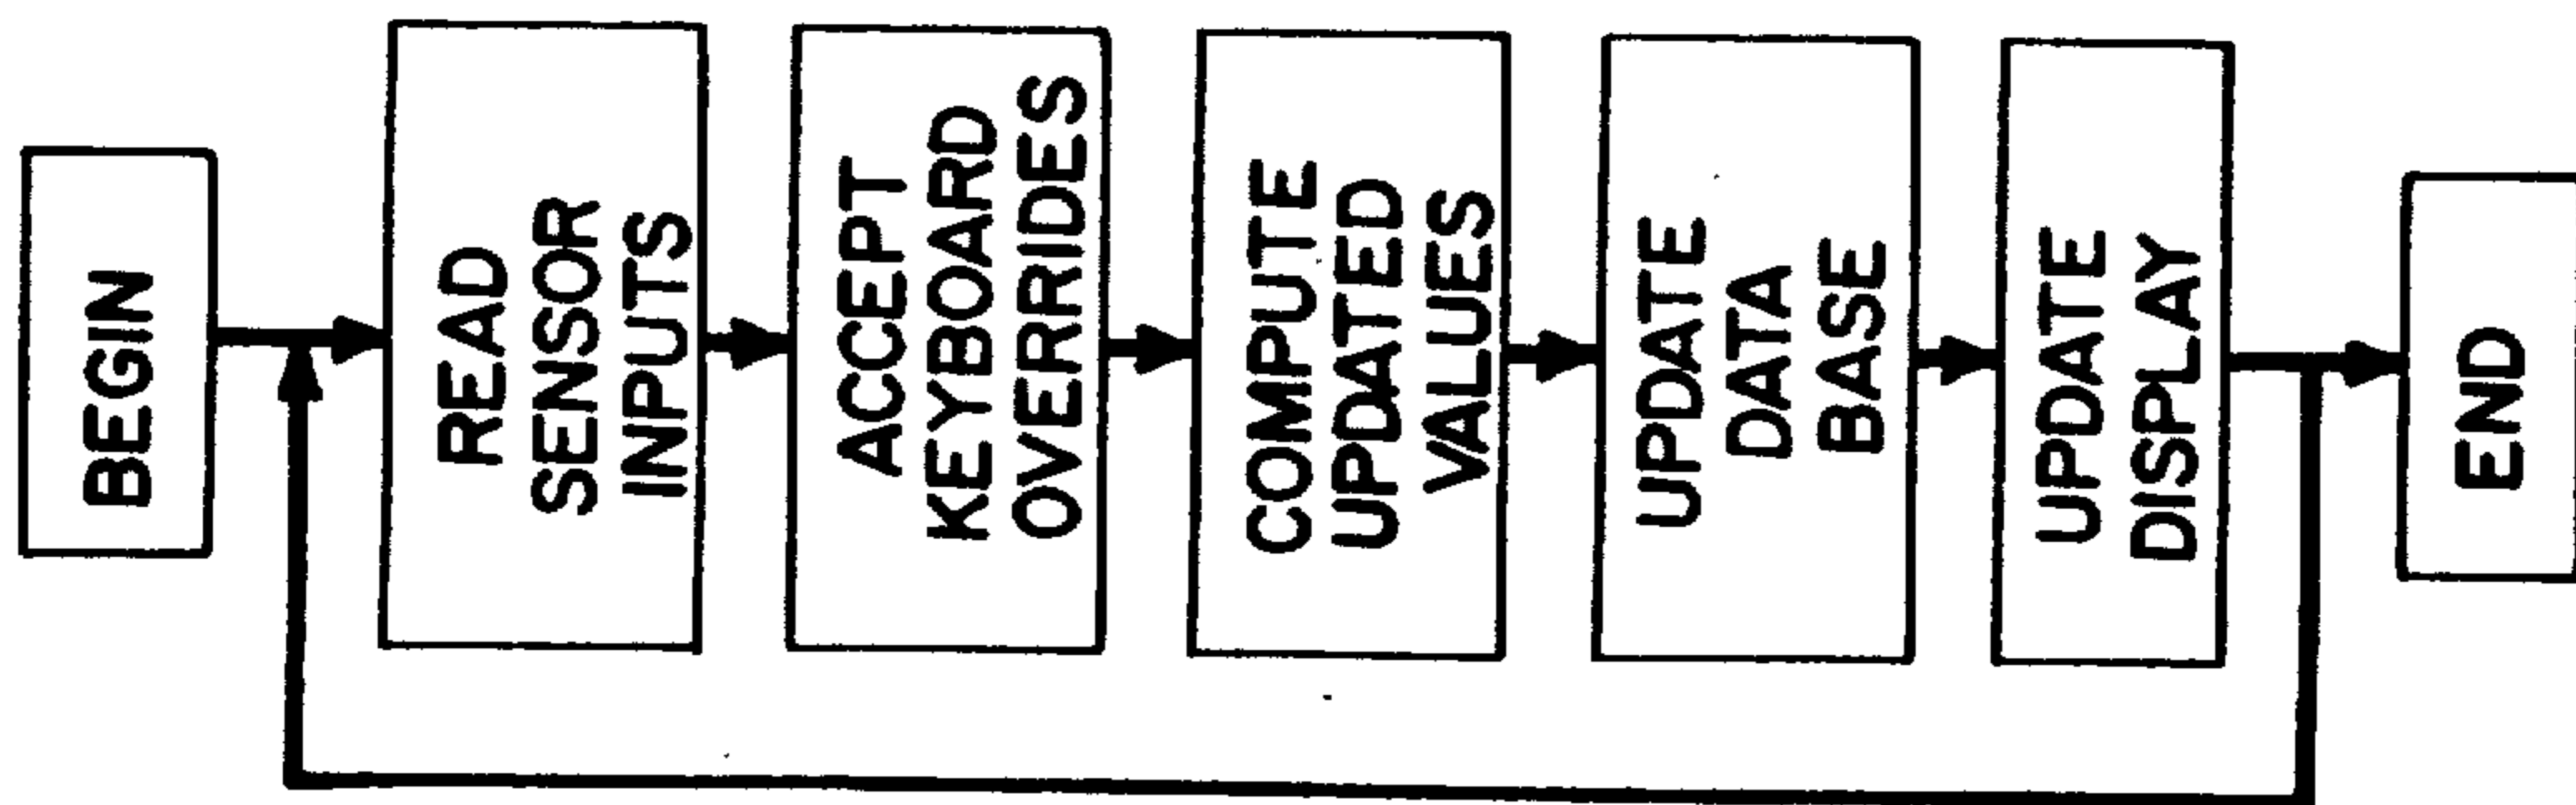 BEGIN
READ
SENSOR
INPUTS
ACCEPT
KEYBOARD
OVERRIDES
COMPUTE
UPDATED
VALUES
UPDATE
DATA
BASE
UPDATE
DISPLAY
END